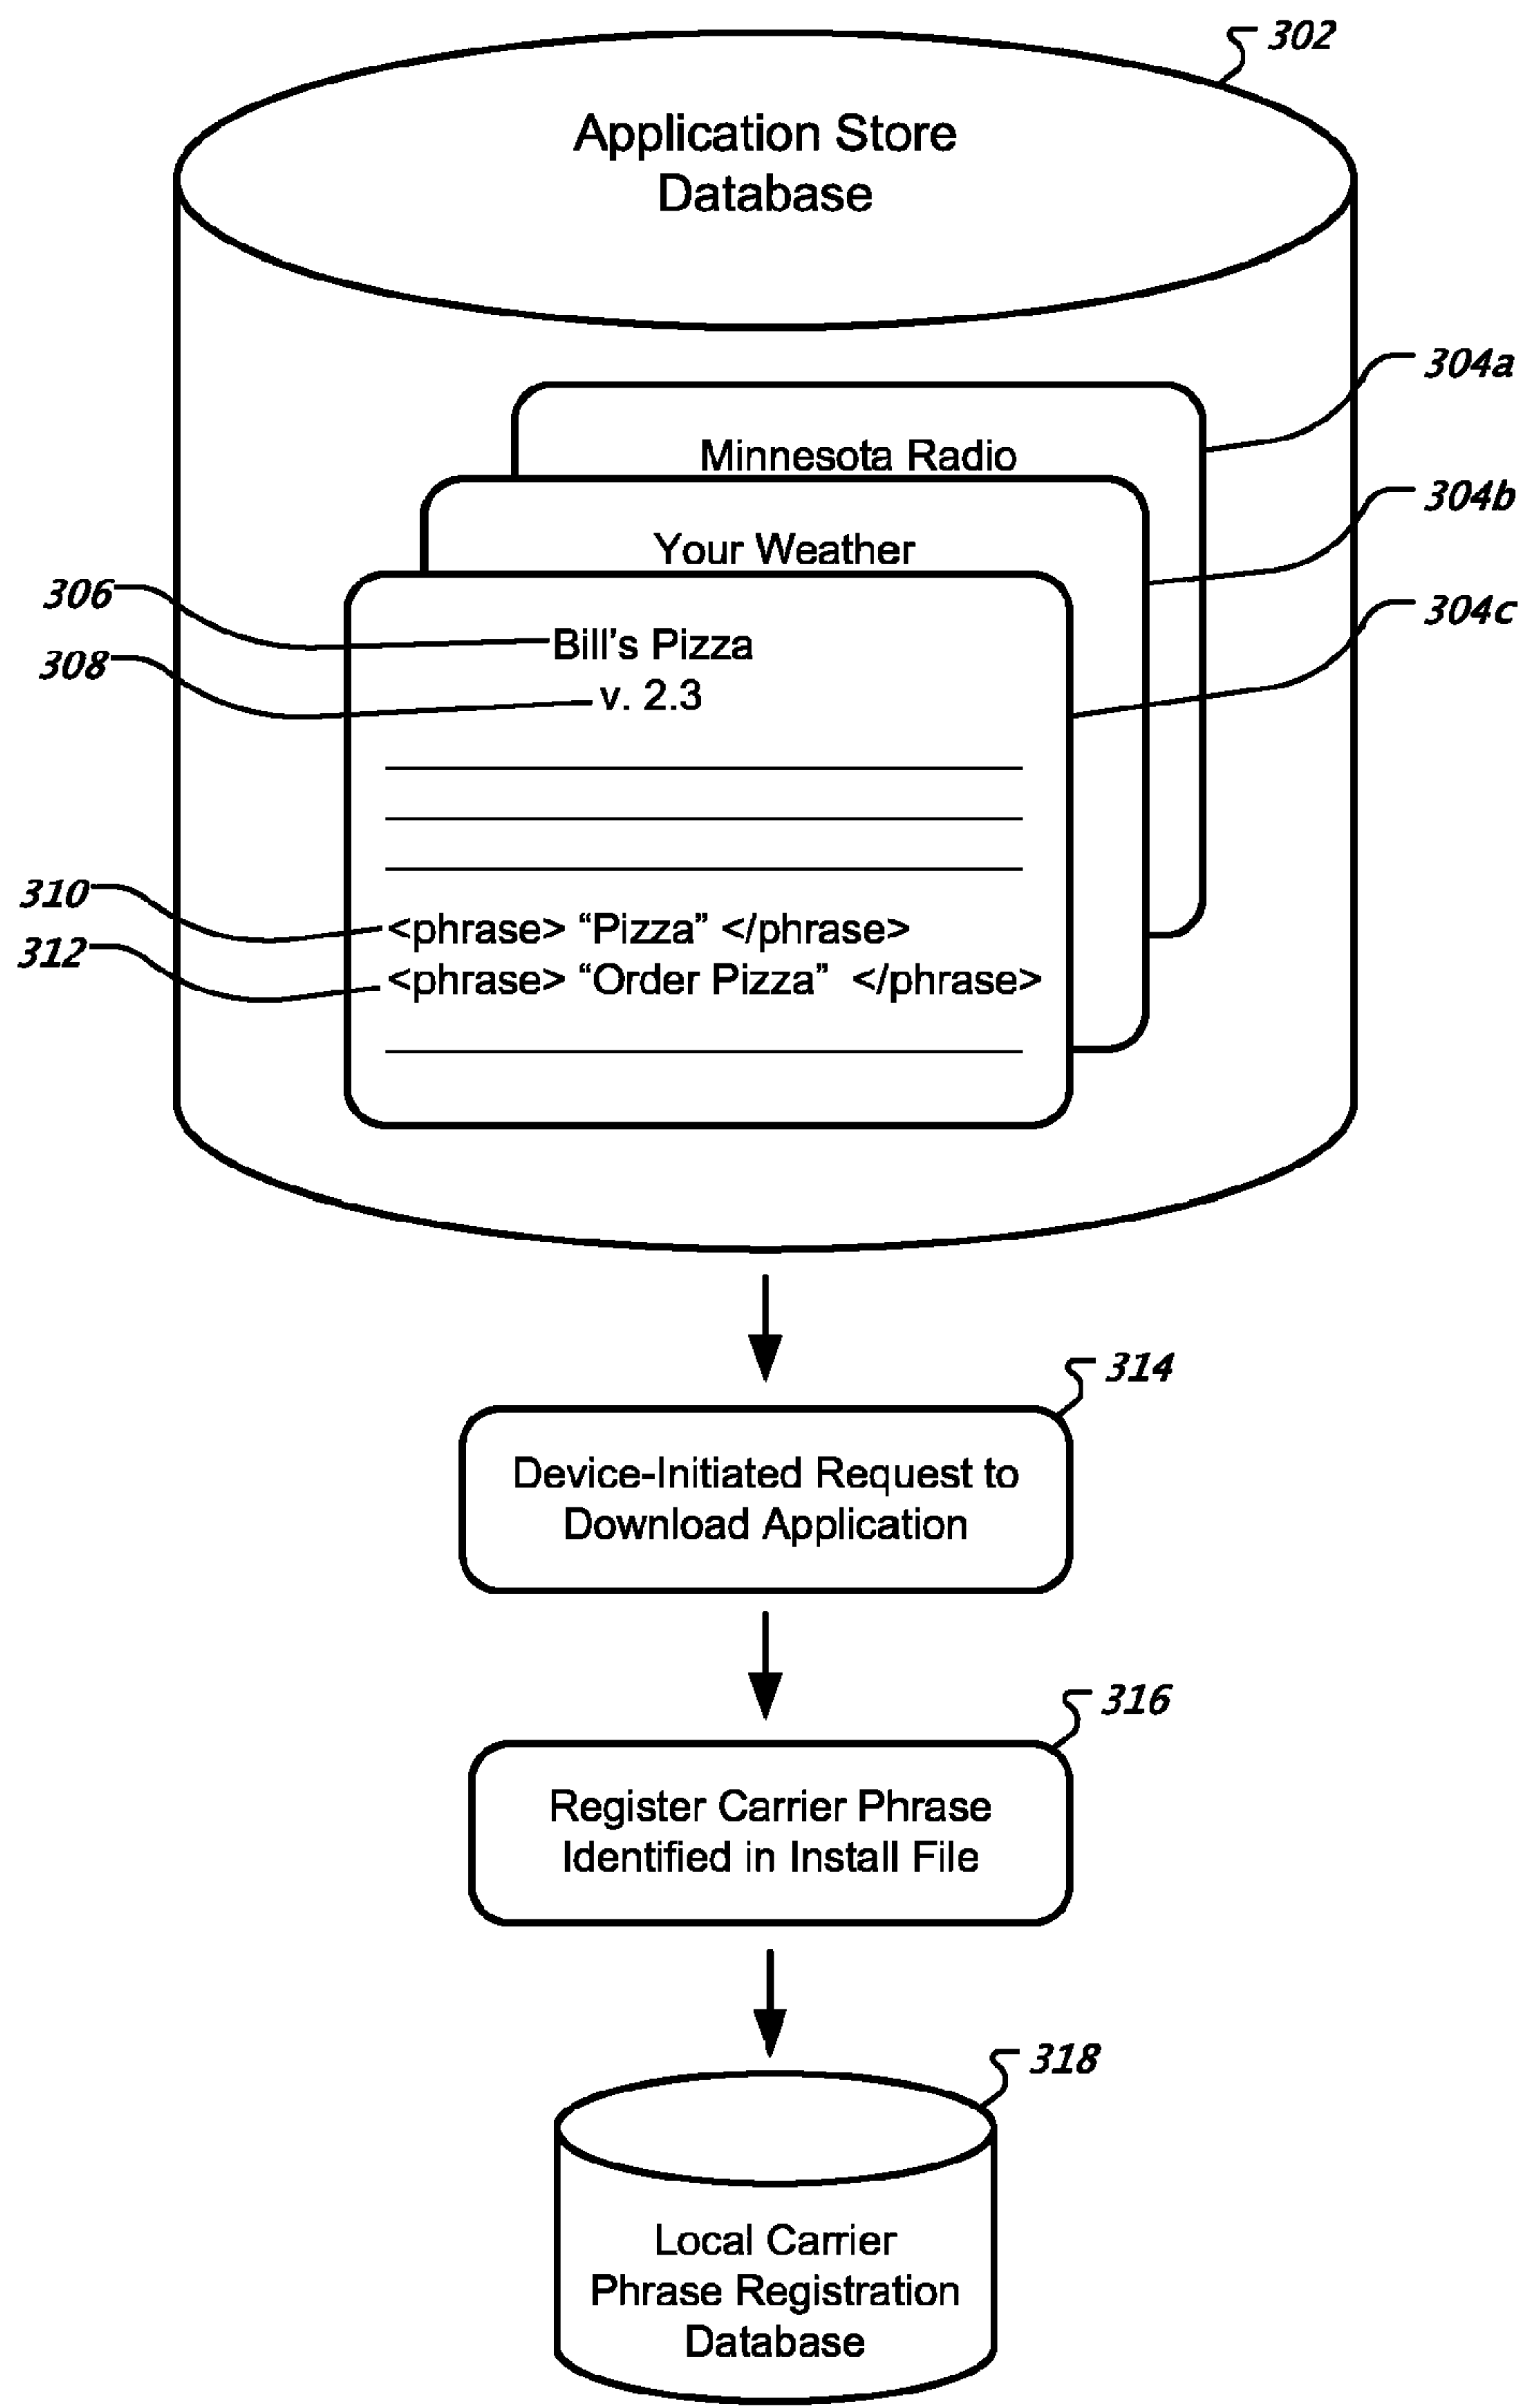 302
Application Store
Database
304a
Minnesota Radio
304b
Your Weather
304c
306
Bill’s Pizza
308
v. 2.3
310
<phrase> “Pizza” </phrase>
312
<phrase> “Order Pizza” </phrase>
314
Device-Initiated Request to
Download Application
316
Register Carrier Phrase
Identified in Install File
318
Local Carrier
Phrase Registration
Database